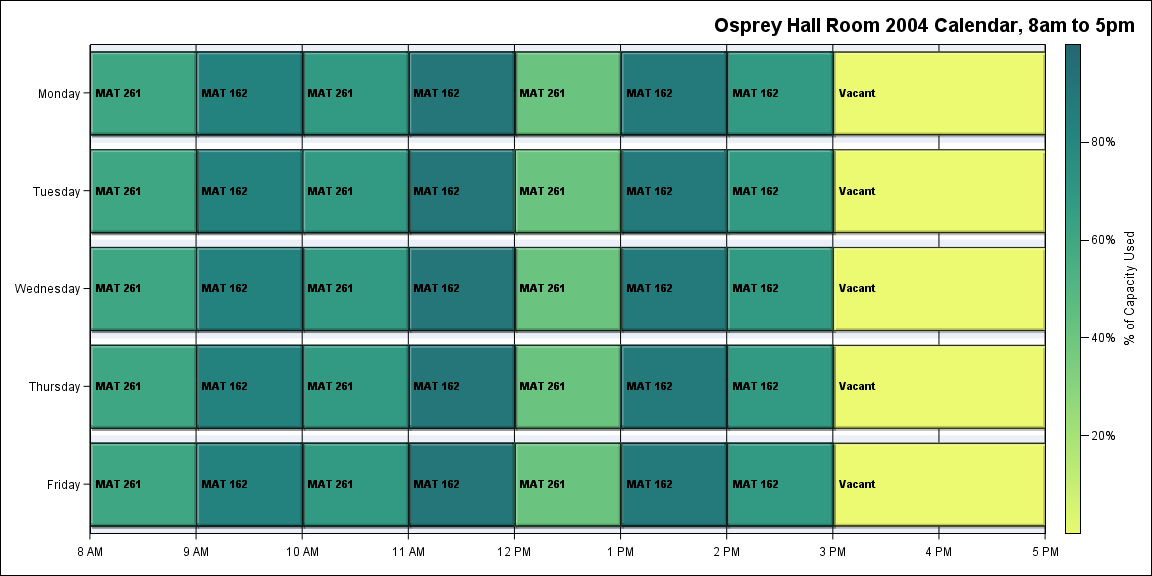 Osprey Hall Room 2004 Calendar, 8am to 5pm
Monday MAT 261 MAT 162 MAT 261 MAT 162 MAT 261 MAT 162 MAT 162 Vacant
80%
Tuesday MAT 261 MAT 162 MAT 261 MAT 162 MAT 261 MAT 162 MAT 162 Vacant
60%
% of Capacity Used
Wednesday MAT 261 MAT 162 MAT 261 MAT 162 MAT 261 MAT 162 MAT 162 Vacant
40%
Thursday MAT 261 MAT 162 MAT 261 MAT 162 MAT 261 MAT 162 MAT 162 Vacant
20%
Friday MAT 261 MAT 162 MAT 261 MAT 162 MAT 261 MAT 162 MAT 162 Vacant
8 AM 9 AM 10 AM 11 AM 12 PM 1 PM 2 PM 3 PM 4 PM 5 PM